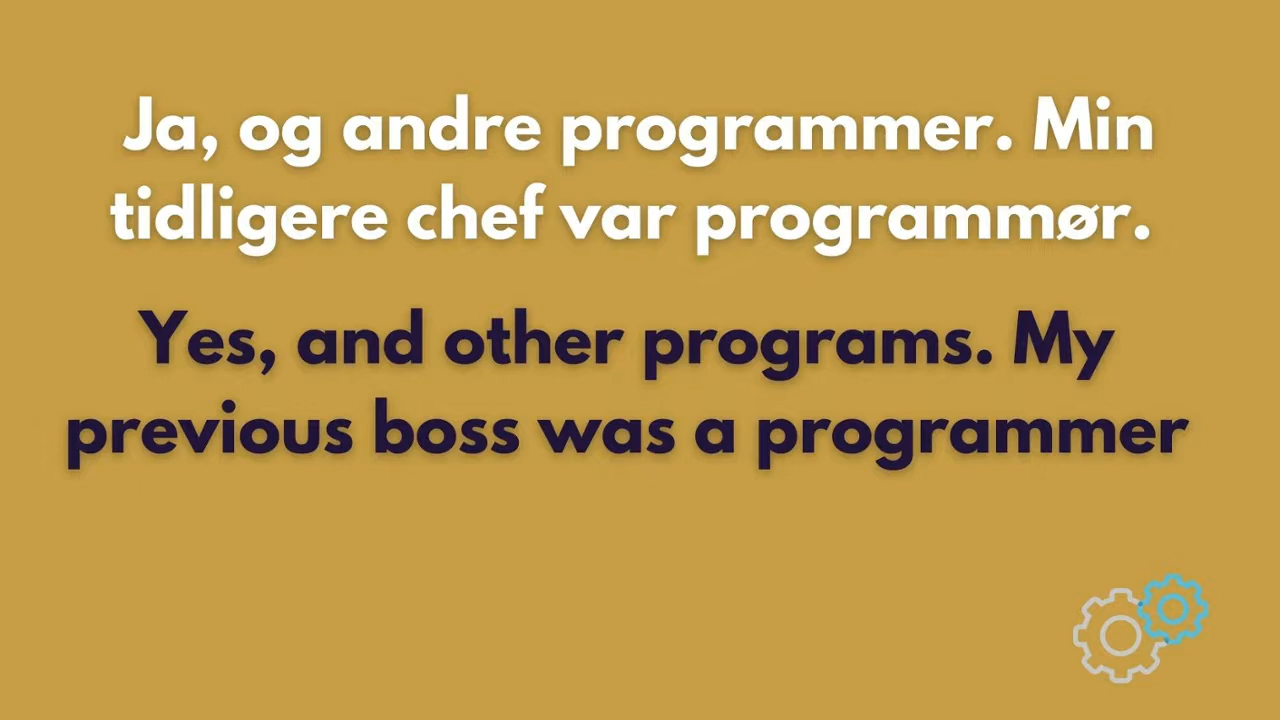 Ja, og andre programmer. Min
tidligere chef var programmør.
Yes, and other programs. My
previous boss was a programmer